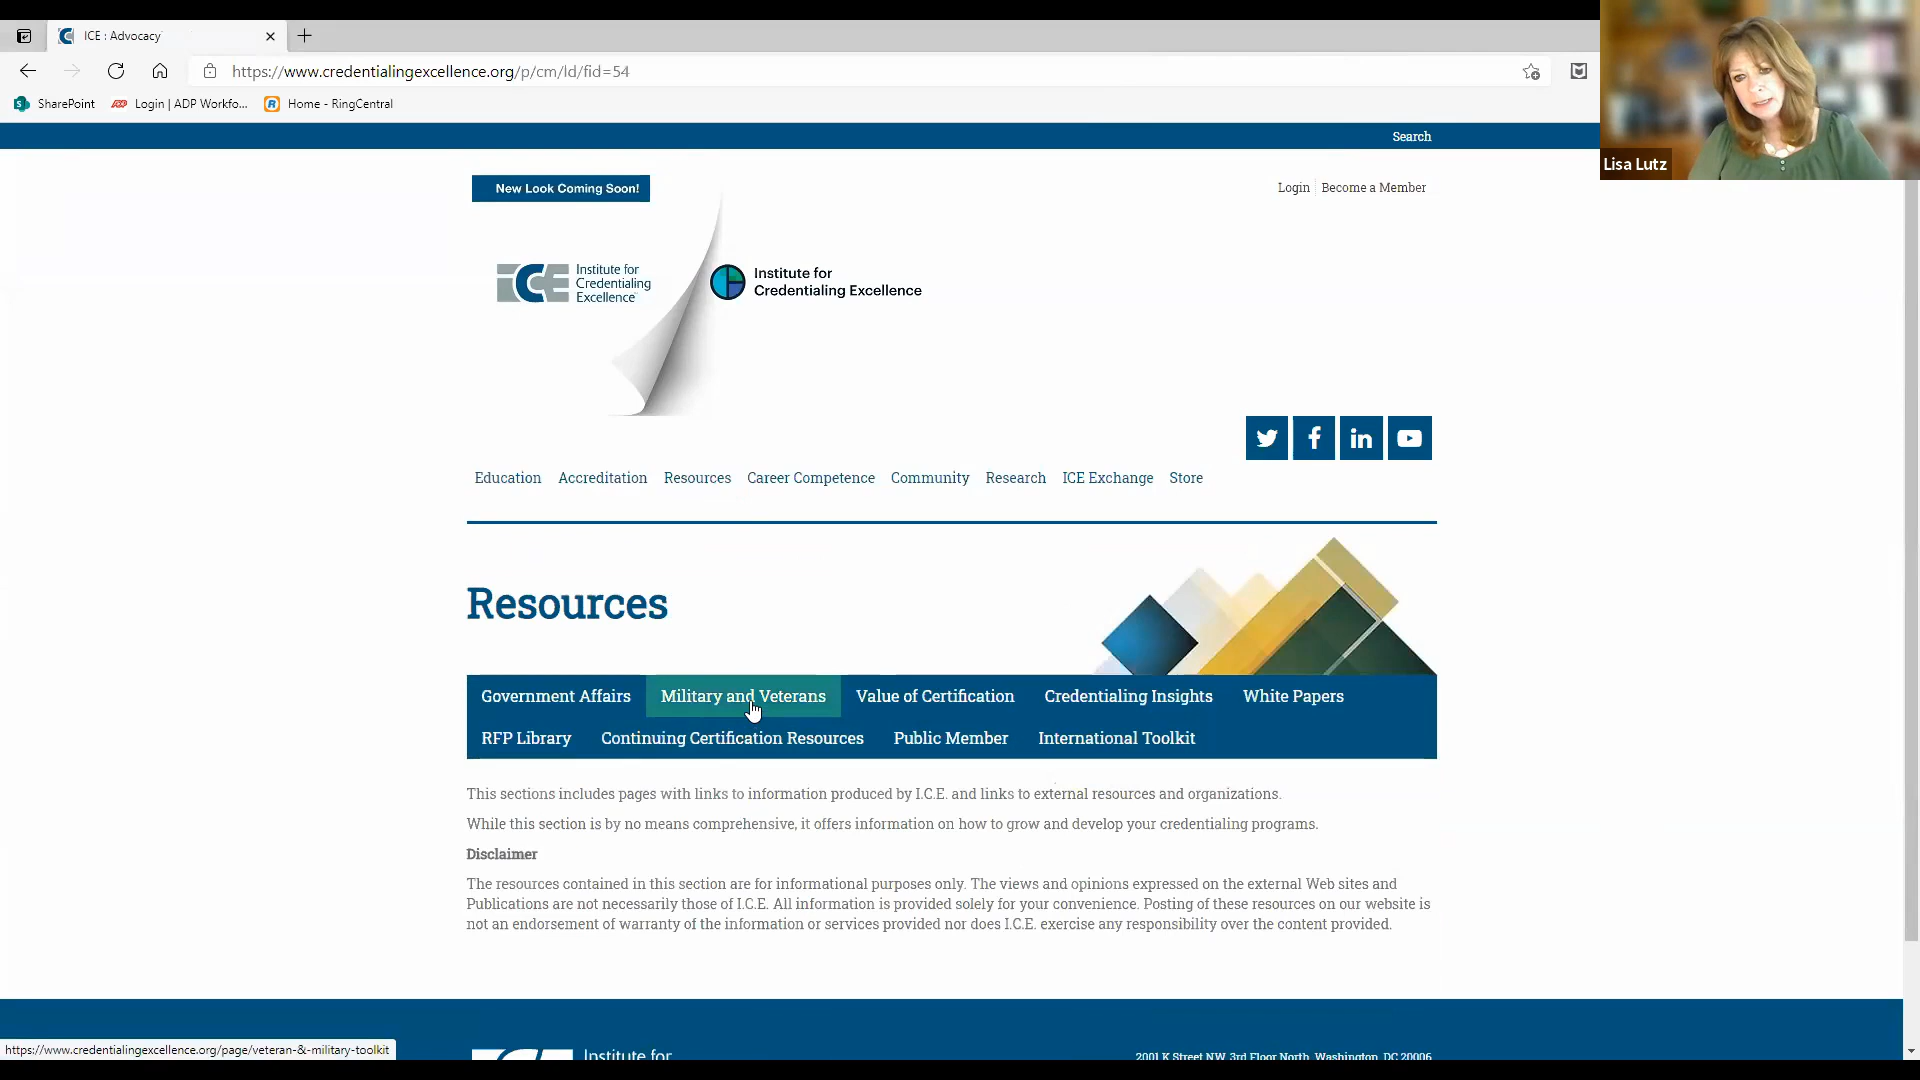 ICE : Advocacy
https://www.credentialingexcellence.org/p/cm/ld/fid=54
SharePoint
Login | ADP Workfo...
Home - RingCentral
Lisa Lutz
Search
New Look Coming Soon!
Login
Become a Member
ICE
Institute for
Credentialing
Excellence
Institute for
Credentialing Excellence
Education Accreditation Resources Career Competence Community Research ICE Exchange Store
Resources
Government Affairs Military and Veterans Value of Certification Credentialing Insights White Papers
RFP Library Continuing Certification Resources Public Member International Toolkit
This sections includes pages with links to information produced by I.C.E. and links to external resources and organizations.
While this section is by no means comprehensive, it offers information on how to grow and develop your credentialing programs.
Disclaimer
The resources contained in this section are for informational purposes only. The views and opinions expressed on the external Web sites and
Publications are not necessarily those of I.C.E. All information is provided solely for your convenience. Posting of these resources on our website is
not an endorsement of warranty of the information or services provided nor does I.C.E. exercise any responsibility over the content provided.
https://www.credentialingexcellence.org/page/veteran-&-military-toolkit
Institute for
2001 K Street NW, 3rd Floor North, Washington, DC 20006